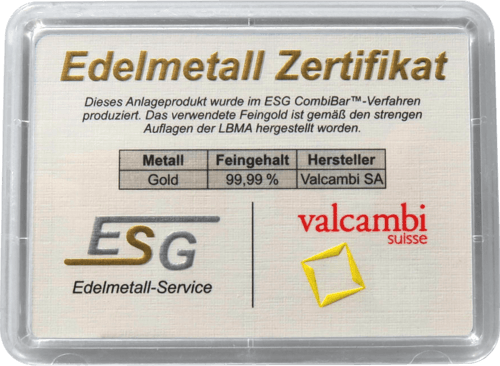 Edelmetall Zertifikat
Dieses Anlageprodukt wurde im ESG CombiBar™-Verfahren
produziert. Das verwendete Feingold ist gemäß den strengen
Auflagen der LBMA hergestellt worden.
Metall Feingehalt Hersteller
Gold 99,99 % Valcambi SA
ESG
Edelmetall-Service
valcambi
suisse